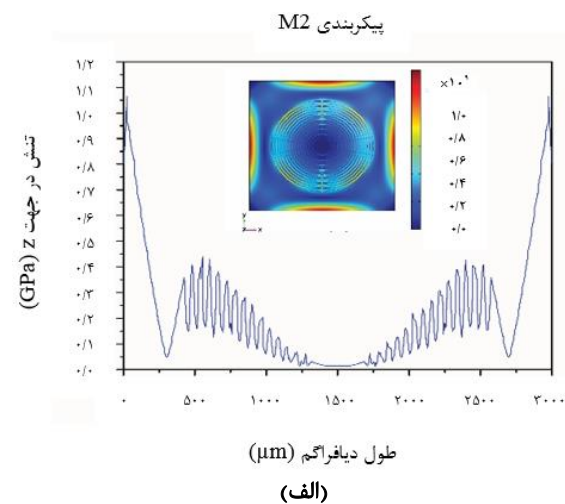 پیکربندی M2
۱/۲
۱/۱
۱/۰
۰/۹
۰/۸
۰/۷
۰/۶
۰/۵
۰/۴
۰/۳
۰/۲
۰/۱
۰/۰
تنش در جهت z (GPa)
×۱۰۹
۱/۰
۰/۸
۰/۶
۰/۴
۰/۲
۰/۰
y
z x
۰ ۵۰۰ ۱۰۰۰ ۱۵۰۰ ۲۰۰۰ ۲۵۰۰ ۳۰۰۰
طول دیافراگم (µm)
(الف)